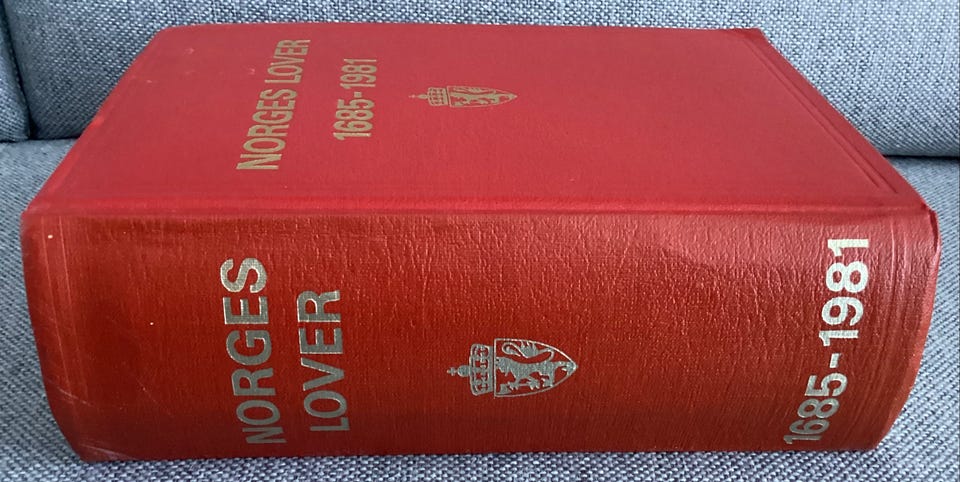 NORGES LOVER
1685-1981
NORGES
LOVER
1685-1981